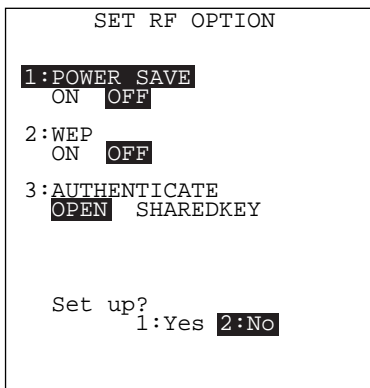 SET RF OPTION
1:POWER SAVE
ON OFF
2:WEP
ON OFF
3:AUTHENTICATE
OPEN SHAREDKEY
Set up?
1:Yes 2:No